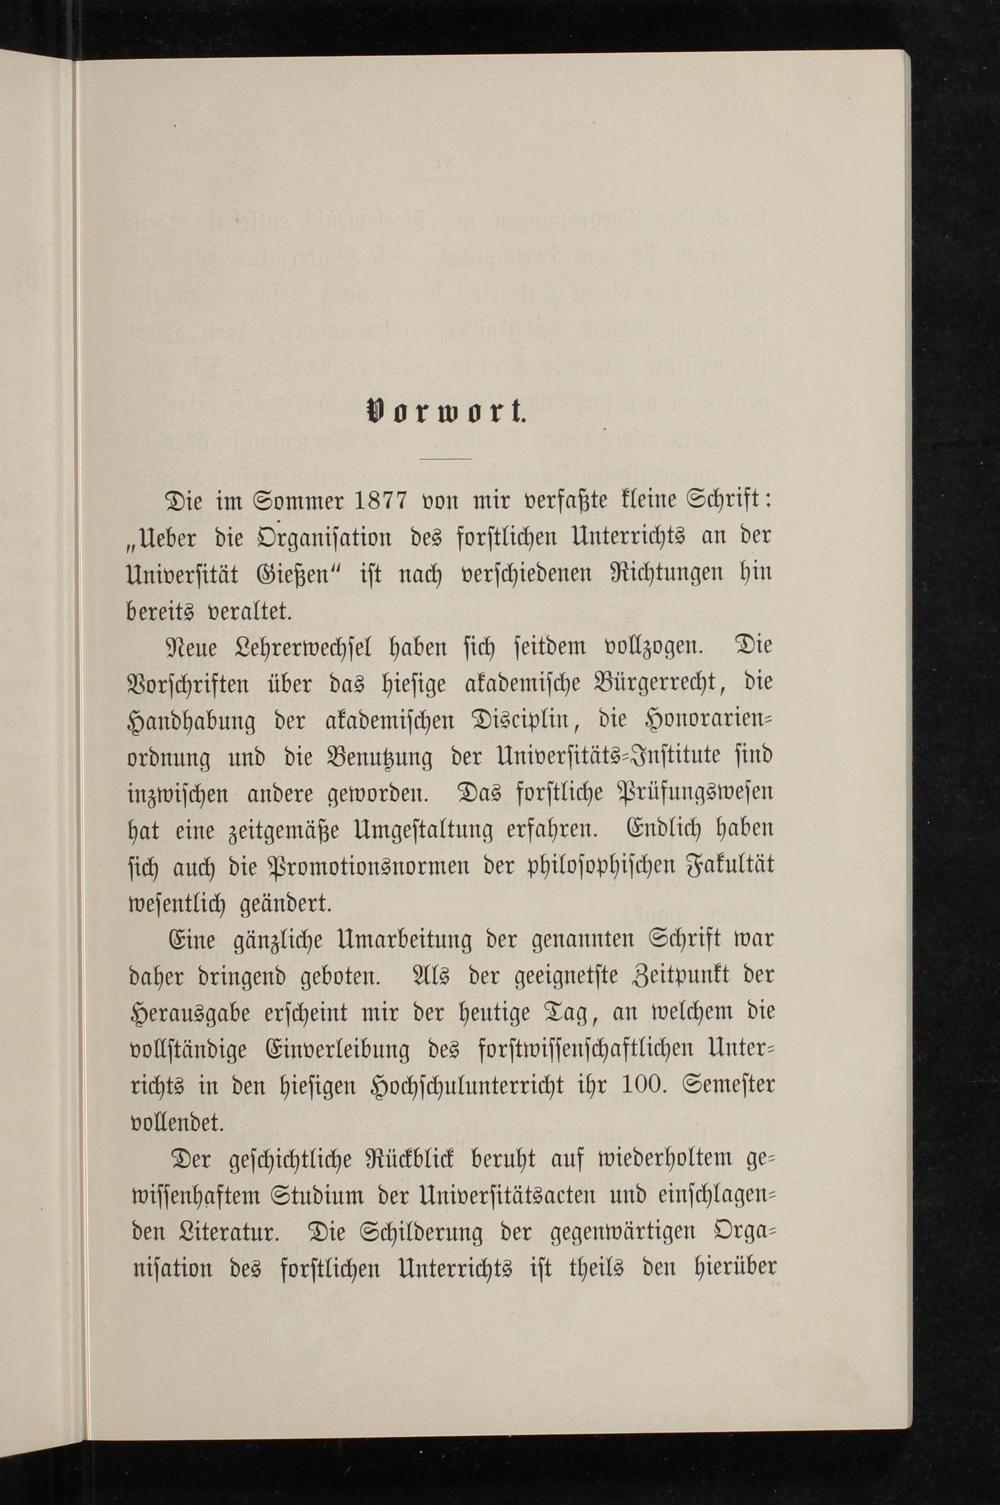 Vorwort.
Die im Sommer 1877 von mir verfaßte kleine Schrift:
„Ueber die Organiſation des forſtlichen Unterrichts an der
Univerſität Gießen“ iſt nach verſchiedenen Richtungen hin
bereits veraltet.
Neue Lehrerwechſel haben ſich ſeitdem vollzogen. Die
Vorſchriften über das hieſige akademiſche Bürgerrecht, die
Handhabung der akademiſchen Disciplin, die Honorarien-
ordnung und die Benutzung der Univerſitäts-Inſtitute ſind
inzwiſchen andere geworden. Das forſtliche Prüfungsweſen
hat eine zeitgemäße Umgeſtaltung erfahren. Endlich haben
ſich auch die Promotionsnormen der philoſophiſchen Fakultät
weſentlich geändert.
Eine gänzliche Umarbeitung der genannten Schrift war
daher dringend geboten. Als der geeignetſte Zeitpunkt der
Herausgabe erſcheint mir der heutige Tag, an welchem die
vollſtändige Einverleibung des forſtwiſſenſchaftlichen Unter-
richts in den hieſigen Hochſchulunterricht ihr 100. Semeſter
vollendet.
Der geſchichtliche Rückblick beruht auf wiederholtem ge-
wiſſenhaftem Studium der Univerſitätsacten und einſchlagen-
den Literatur. Die Schilderung der gegenwärtigen Orga-
niſation des forſtlichen Unterrichts iſt theils den hierüber